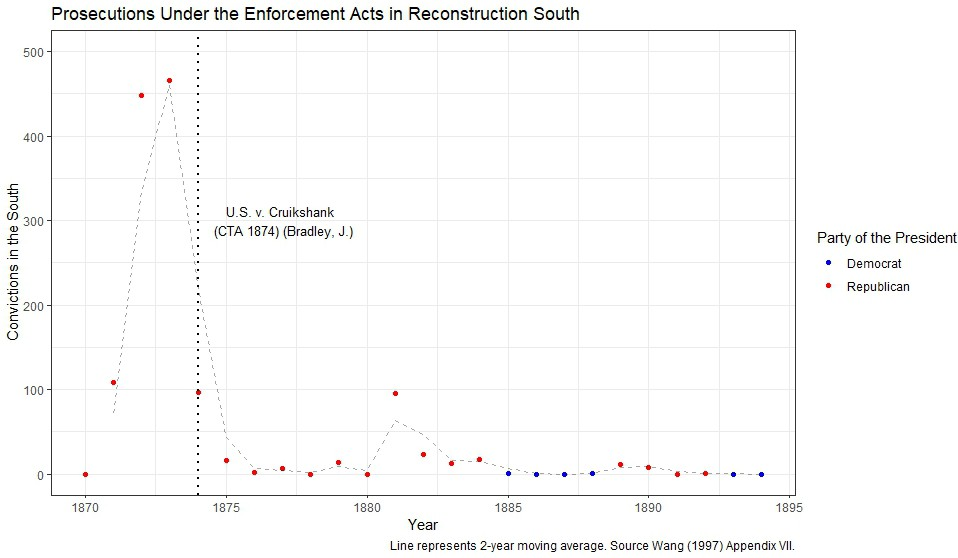 Prosecutions Under the Enforcement Acts in Reconstruction South
500
400
300
200
100
0
Convictions in the South
U.S. v. Cruikshank
(CTA 1874) (Bradley, J.)
Party of the President
Democrat
Republican
1870 1875 1880 1885 1890 1895
Year
Line represents 2-year moving average. Source Wang (1997) Appendix VII.